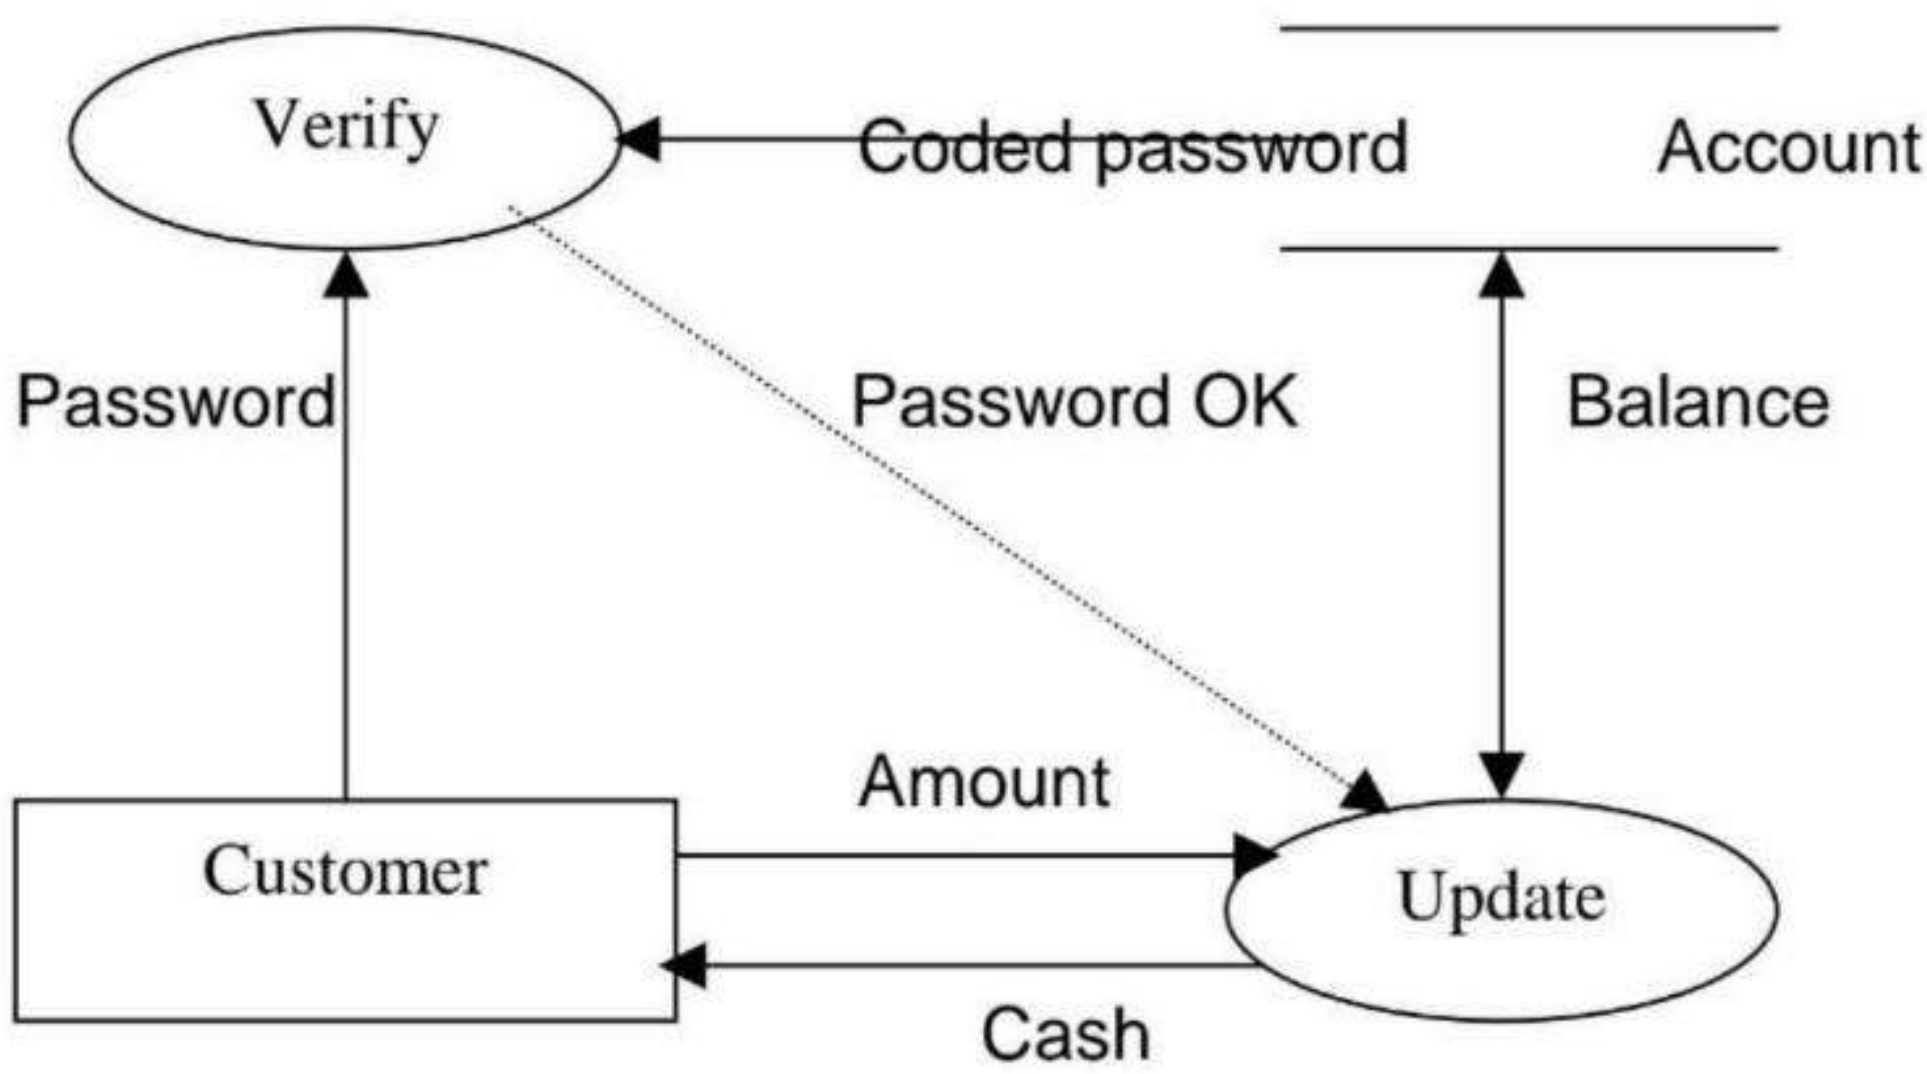 Verify
Coded password
Account
Password
Password OK
Balance
Amount
Customer
Update
Cash